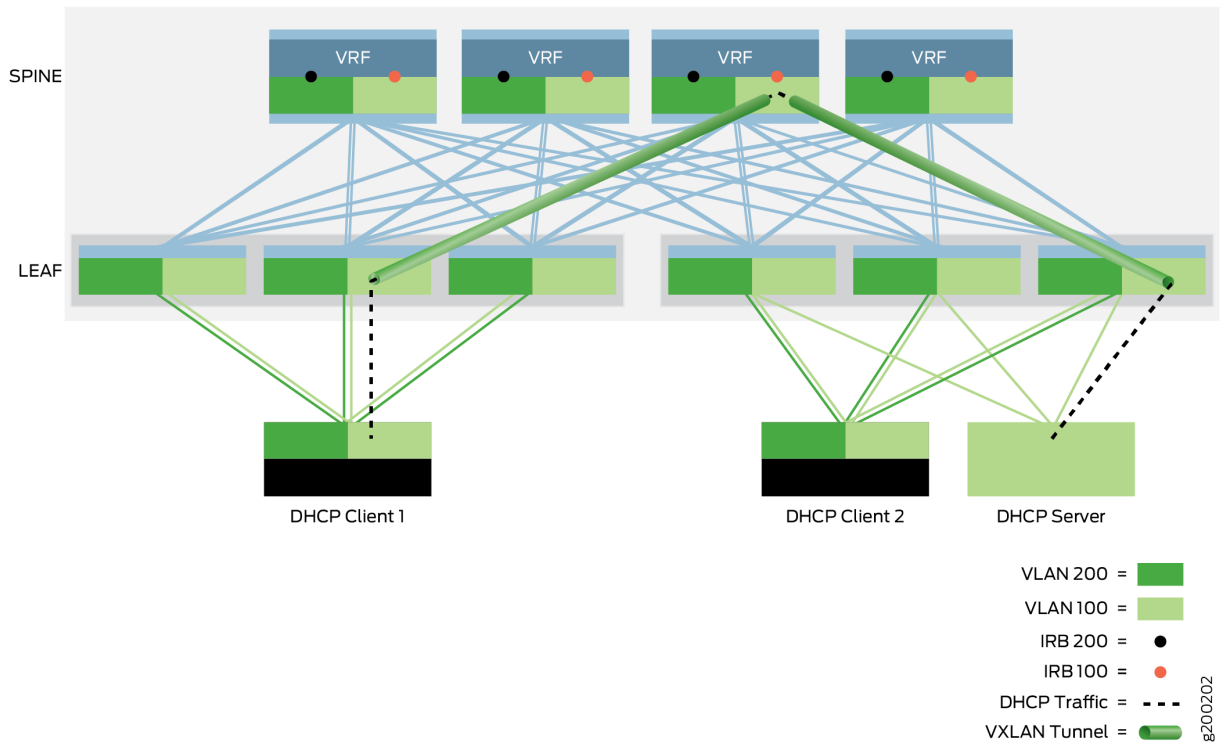 VRF VRF VRF VRF
SPINE
LEAF
DHCP Client 1 DHCP Client 2 DHCP Server
VLAN 200 =
VLAN 100 =
IRB 200 =
IRB 100 =
DHCP Traffic =
VXLAN Tunnel =
g200202